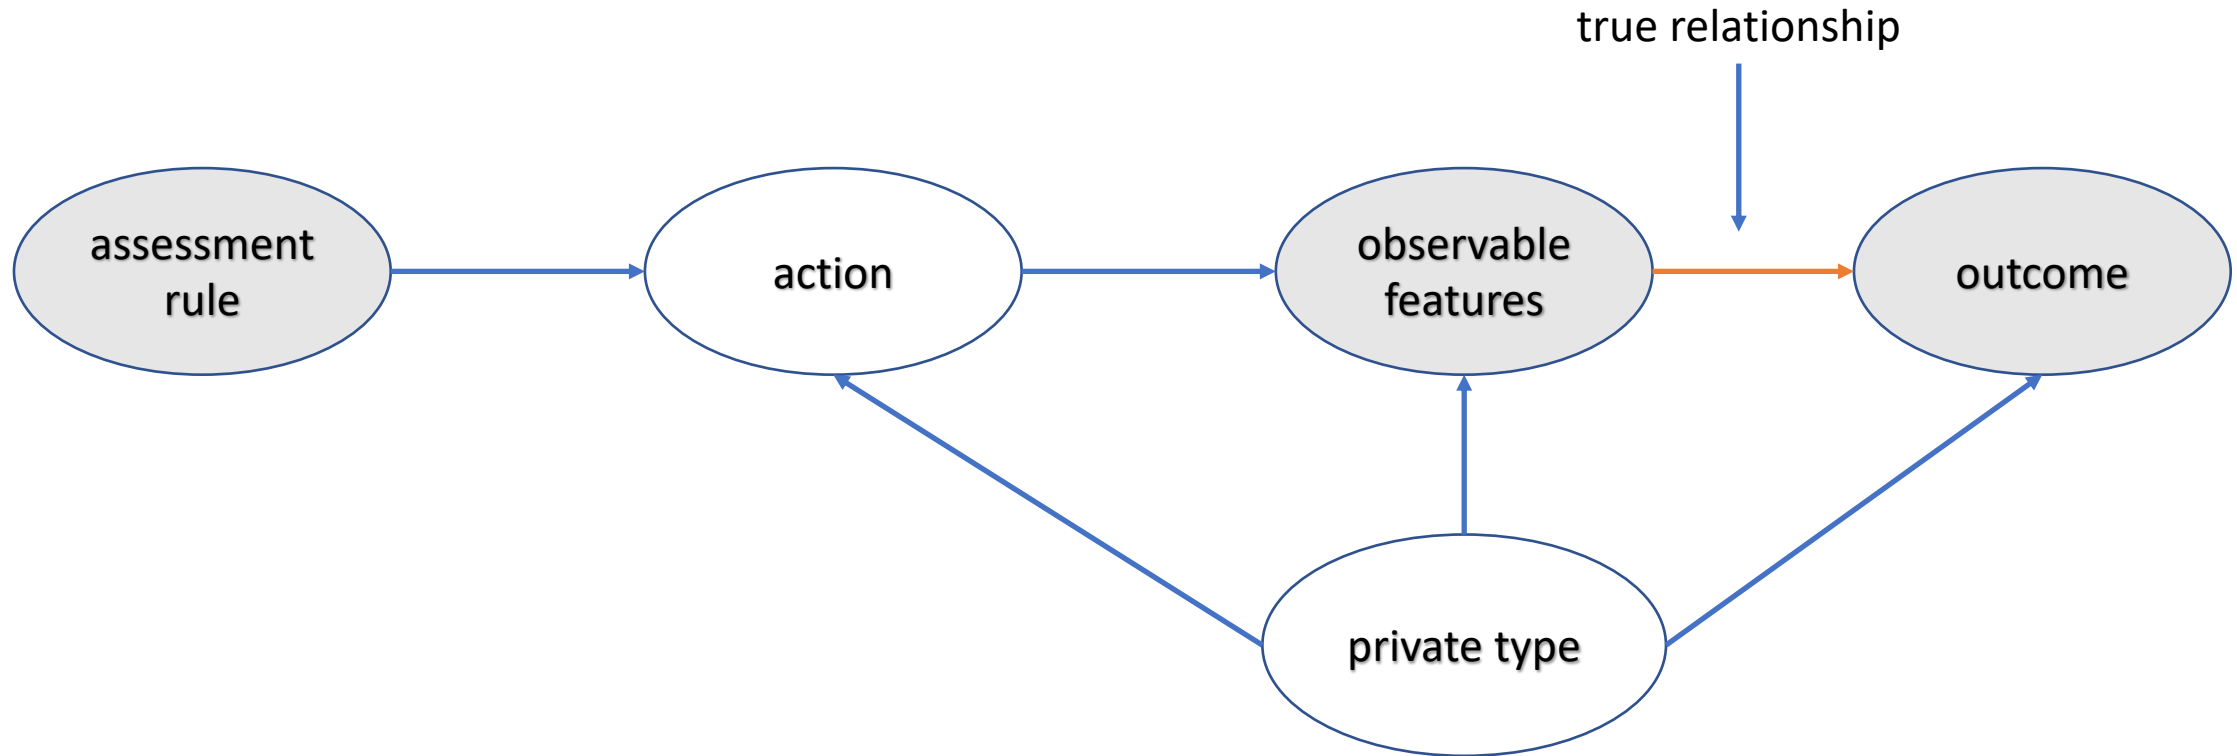 true relationship
assessment
rule
action
observable
features
outcome
private type